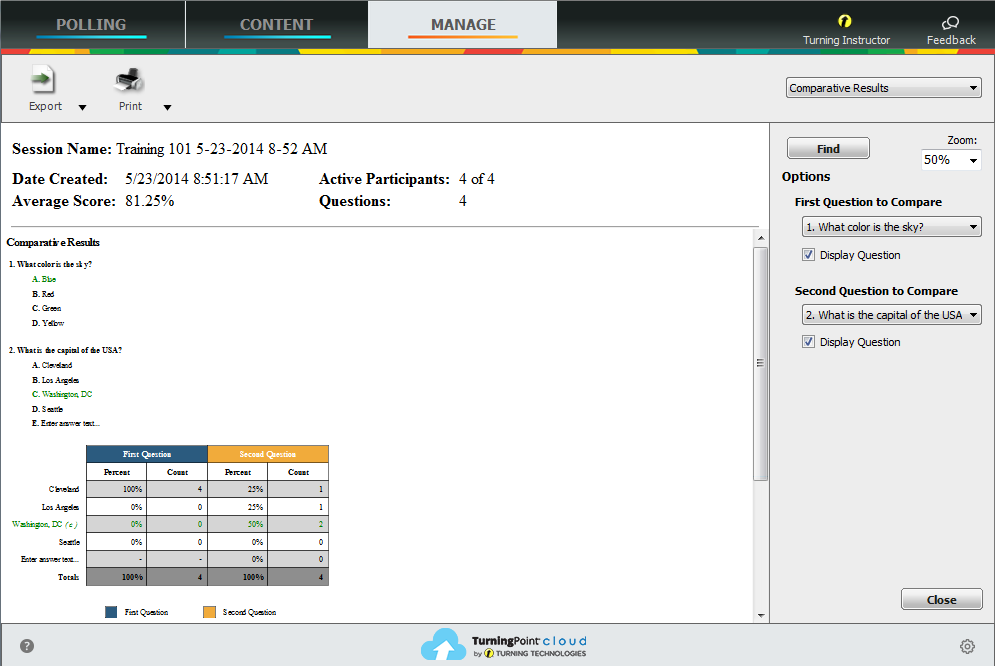 POLLING CONTENT MANAGE Turning Instructor Feedback
Export Print Comparative Results
Session Name: Training 101 5-23-2014 8-52 AM
Date Created: 5/23/2014 8:51:17 AM Active Participants: 4 of 4
Average Score: 81.25% Questions: 4
Comparative Results
1. What color is the sky?
A. Blue
B. Red
C. Green
D. Yellow
2. What is the capital of the USA?
A. Cleveland
B. Los Angeles
C. Washington, DC
D. Seattle
E. Enter answer text...
First Question Second Question
Percent Count Percent Count
Cleveland 100% 4 25% 1
Los Angeles 0% 0 25% 1
Washington, DC (c) 0% 0 50% 2
Seattle 0% 0 0% 0
Enter answer text... - - 0% 0
Totals 100% 4 100% 4
First Question Second Question
Find Zoom:
50%
Options
First Question to Compare
1. What color is the sky?
Display Question
Second Question to Compare
2. What is the capital of the USA
Display Question
Close
?
TurningPoint cloud
by TURNING TECHNOLOGIES